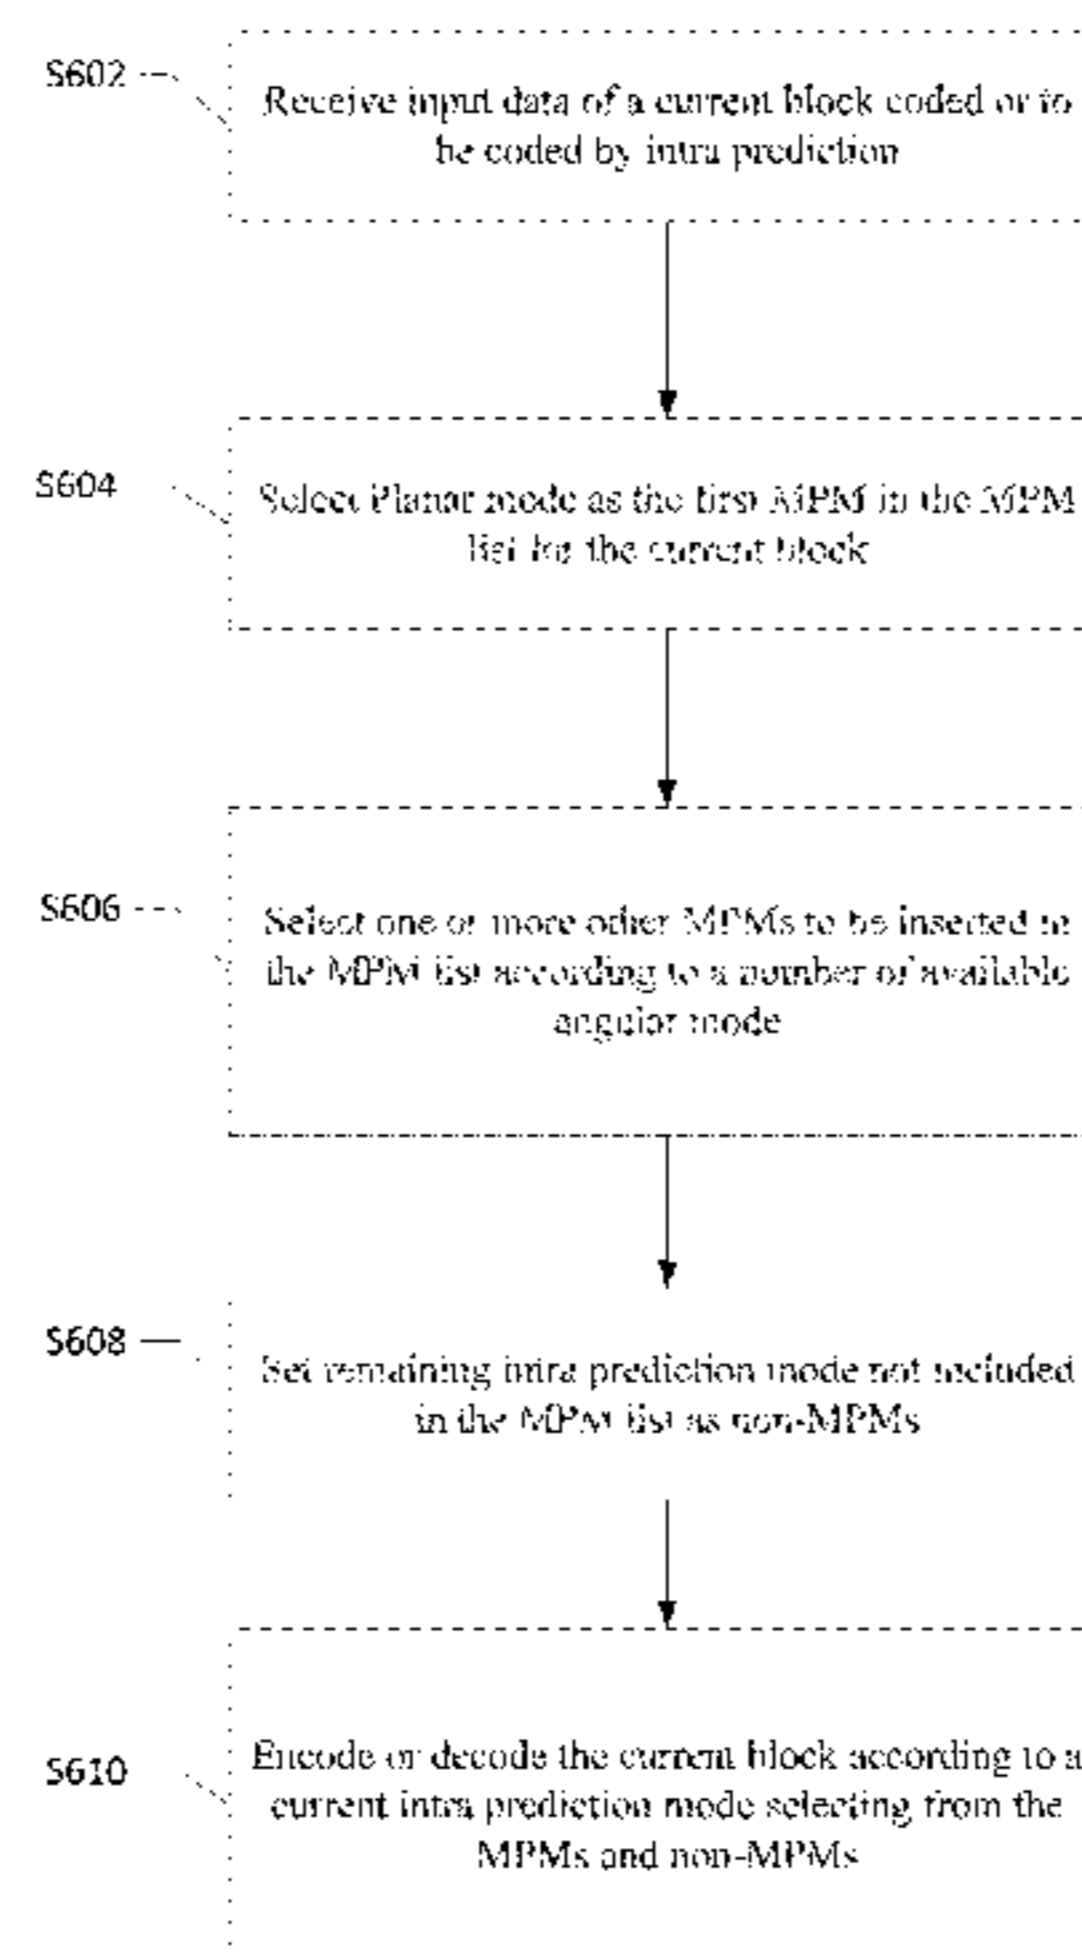 S602
Receive input data of a current block coded or to
be coded by intra prediction
S604
Select Planar mode as the first MPM in the MPM
list for the current block
S606
Select one or more other MPMs to be inserted in
the MPM list according to a number of available
angular mode
S608
Set remaining intra prediction mode not included
in the MPM list as non-MPMs
S610
Encode or decode the current block according to a
current intra prediction mode selecting from the
MPMs and non-MPMs